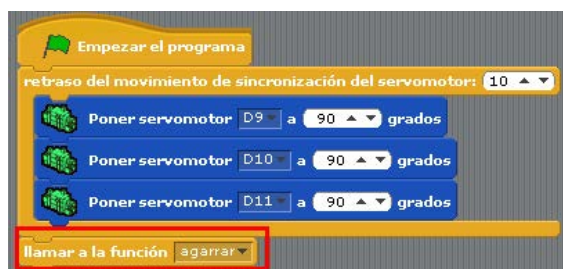 Empezar el programa
retraso del movimiento de sincronización del servomotor: 10
Poner servomotor D9 a 90 grados
Poner servomotor D10 a 90 grados
Poner servomotor D11 a 90 grados
llamar a la función agarrar